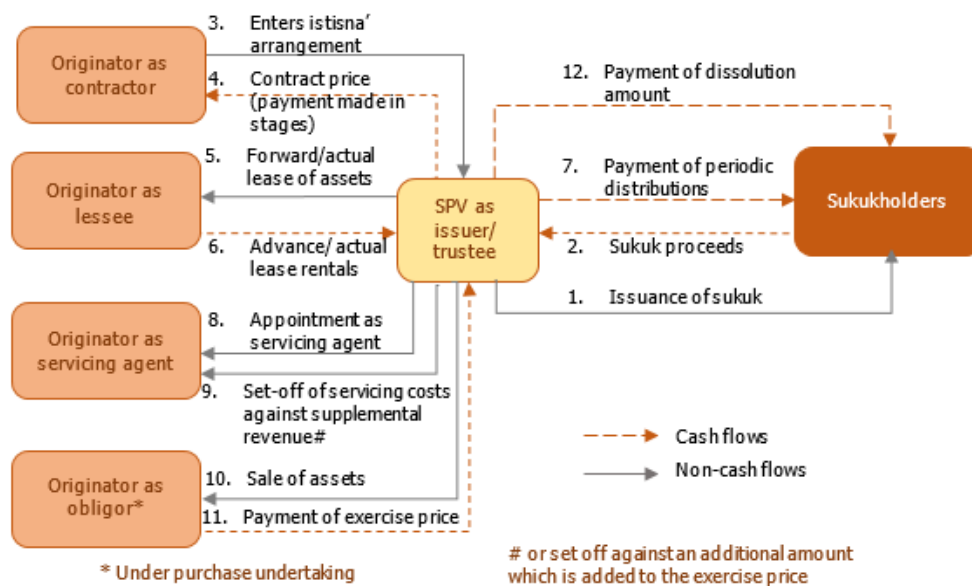 3. Enters istisna’
arrangement
Originator as
contractor
4. Contract price
(payment made in
stages)
12. Payment of dissolution
amount
5. Forward/actual
lease of assets
7. Payment of periodic
distributions
Originator as
lessee
SPV as
issuer/
trustee
Sukukholders
6. Advance/ actual
lease rentals
2. Sukuk proceeds
1. Issuance of sukuk
8. Appointment as
servicing agent
Originator as
servicing agent
9. Set-off of servicing costs
against supplemental
revenue#
Cash flows
Non-cash flows
10. Sale of assets
Originator as
obligor*
11. Payment of exercise price
* Under purchase undertaking
# or set off against an additional amount
which is added to the exercise price